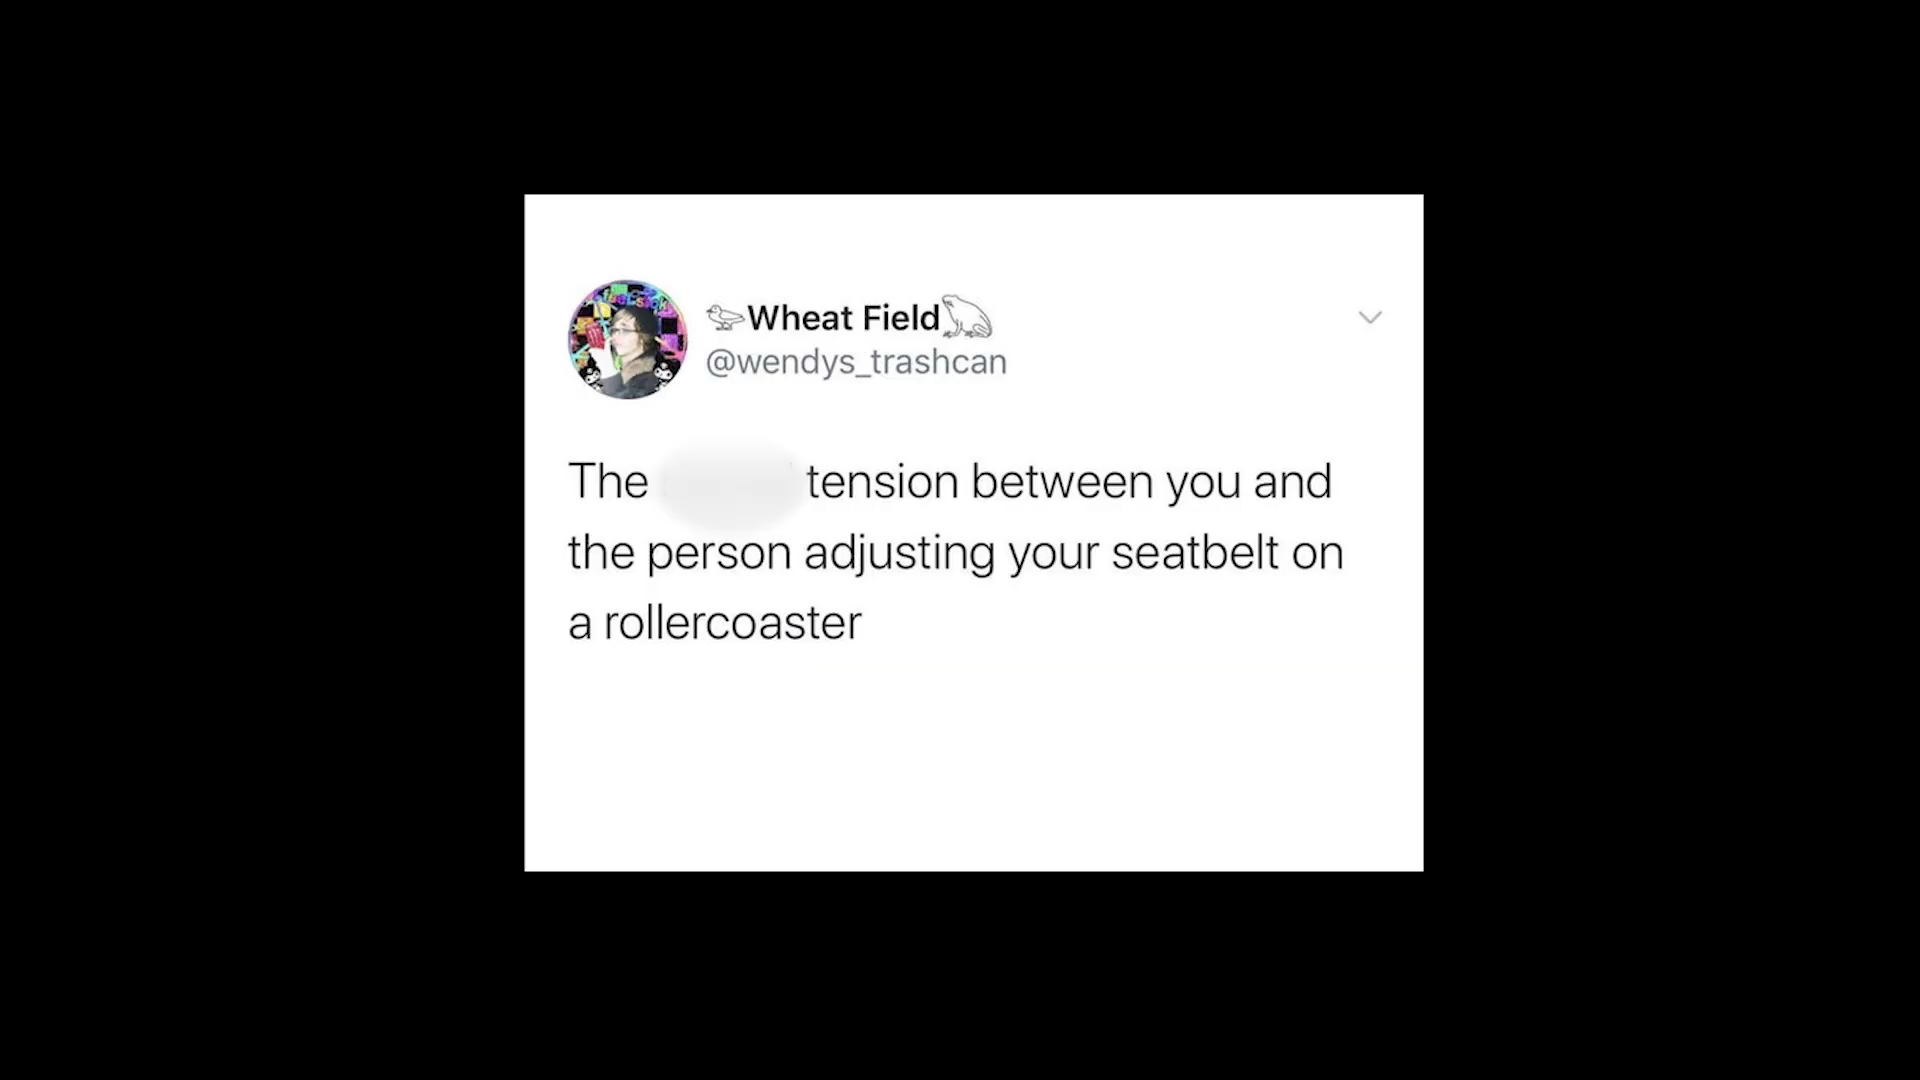 Wheat Field
@wendys_trashcan
The tension between you and
the person adjusting your seatbelt on
a rollercoaster